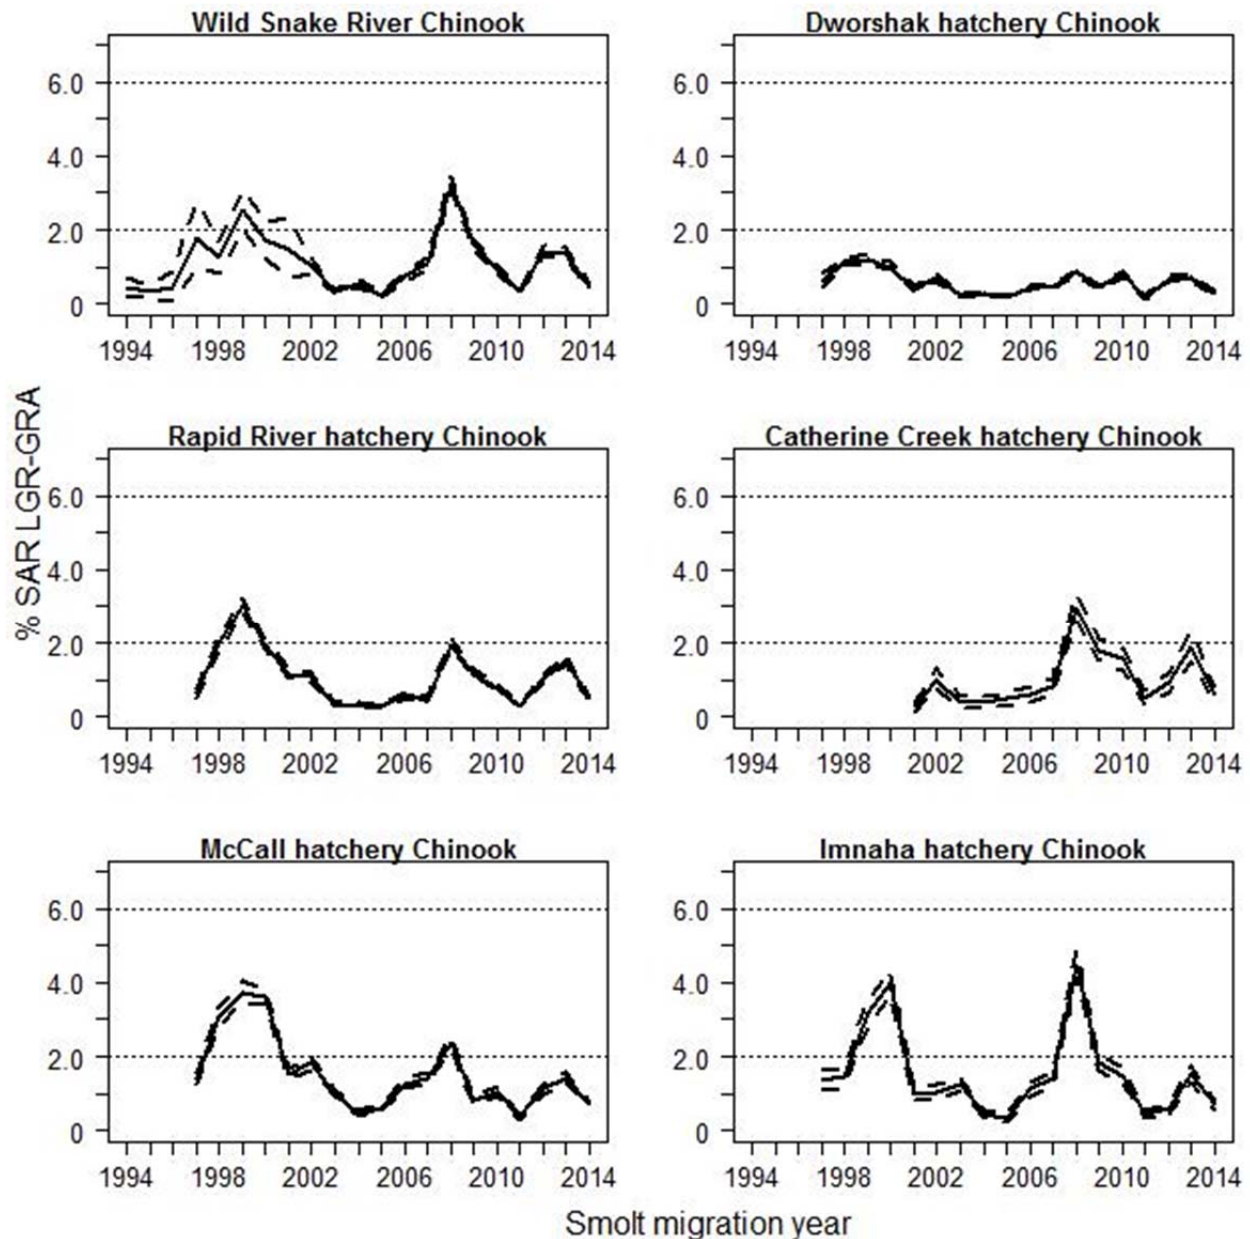 Wild Snake River Chinook
Dworshak hatchery Chinook
6.0
4.0
2.0
0
1994 1998 2002 2006 2010 2014
6.0
4.0
2.0
0
1994 1998 2002 2006 2010 2014
% SAR LGR-GRA
Rapid River hatchery Chinook
Catherine Creek hatchery Chinook
6.0
4.0
2.0
0
1994 1998 2002 2006 2010 2014
6.0
4.0
2.0
0
1994 1998 2002 2006 2010 2014
McCall hatchery Chinook
Imnaha hatchery Chinook
6.0
4.0
2.0
0
1994 1998 2002 2006 2010 2014
6.0
4.0
2.0
0
1994 1998 2002 2006 2010 2014
Smolt migration year